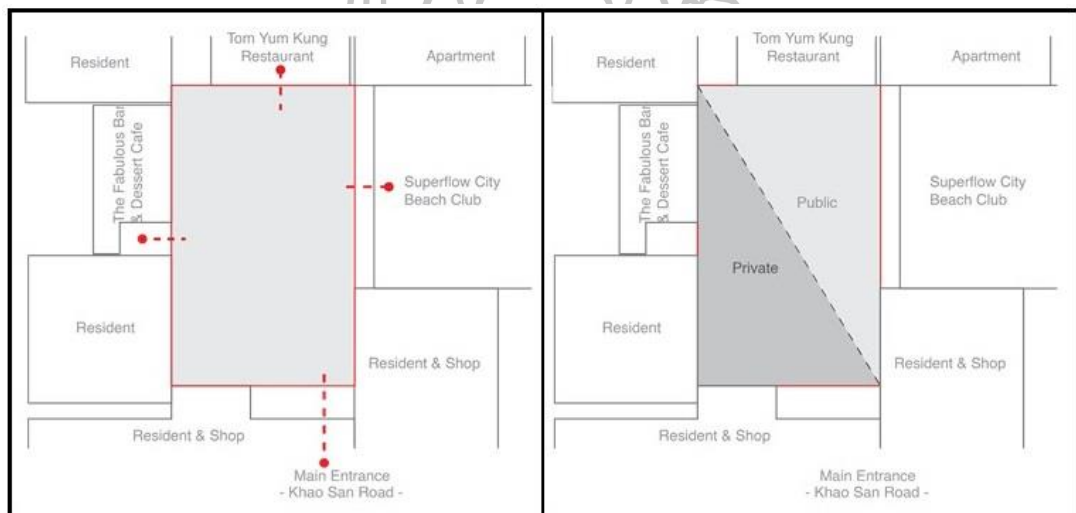 Tom Yum Kung
Restaurant
Resident
Apartment
The Fabulous Bar
& Dessert Cafe
Superflow City
Beach Club
Resident
Resident & Shop
Resident & Shop
Main Entrance
- Khao San Road -
Tom Yum Kung
Restaurant
Resident
Apartment
The Fabulous Bar
& Dessert Cafe
Superflow City
Beach Club
Public
Private
Resident
Resident & Shop
Resident & Shop
Main Entrance
- Khao San Road -